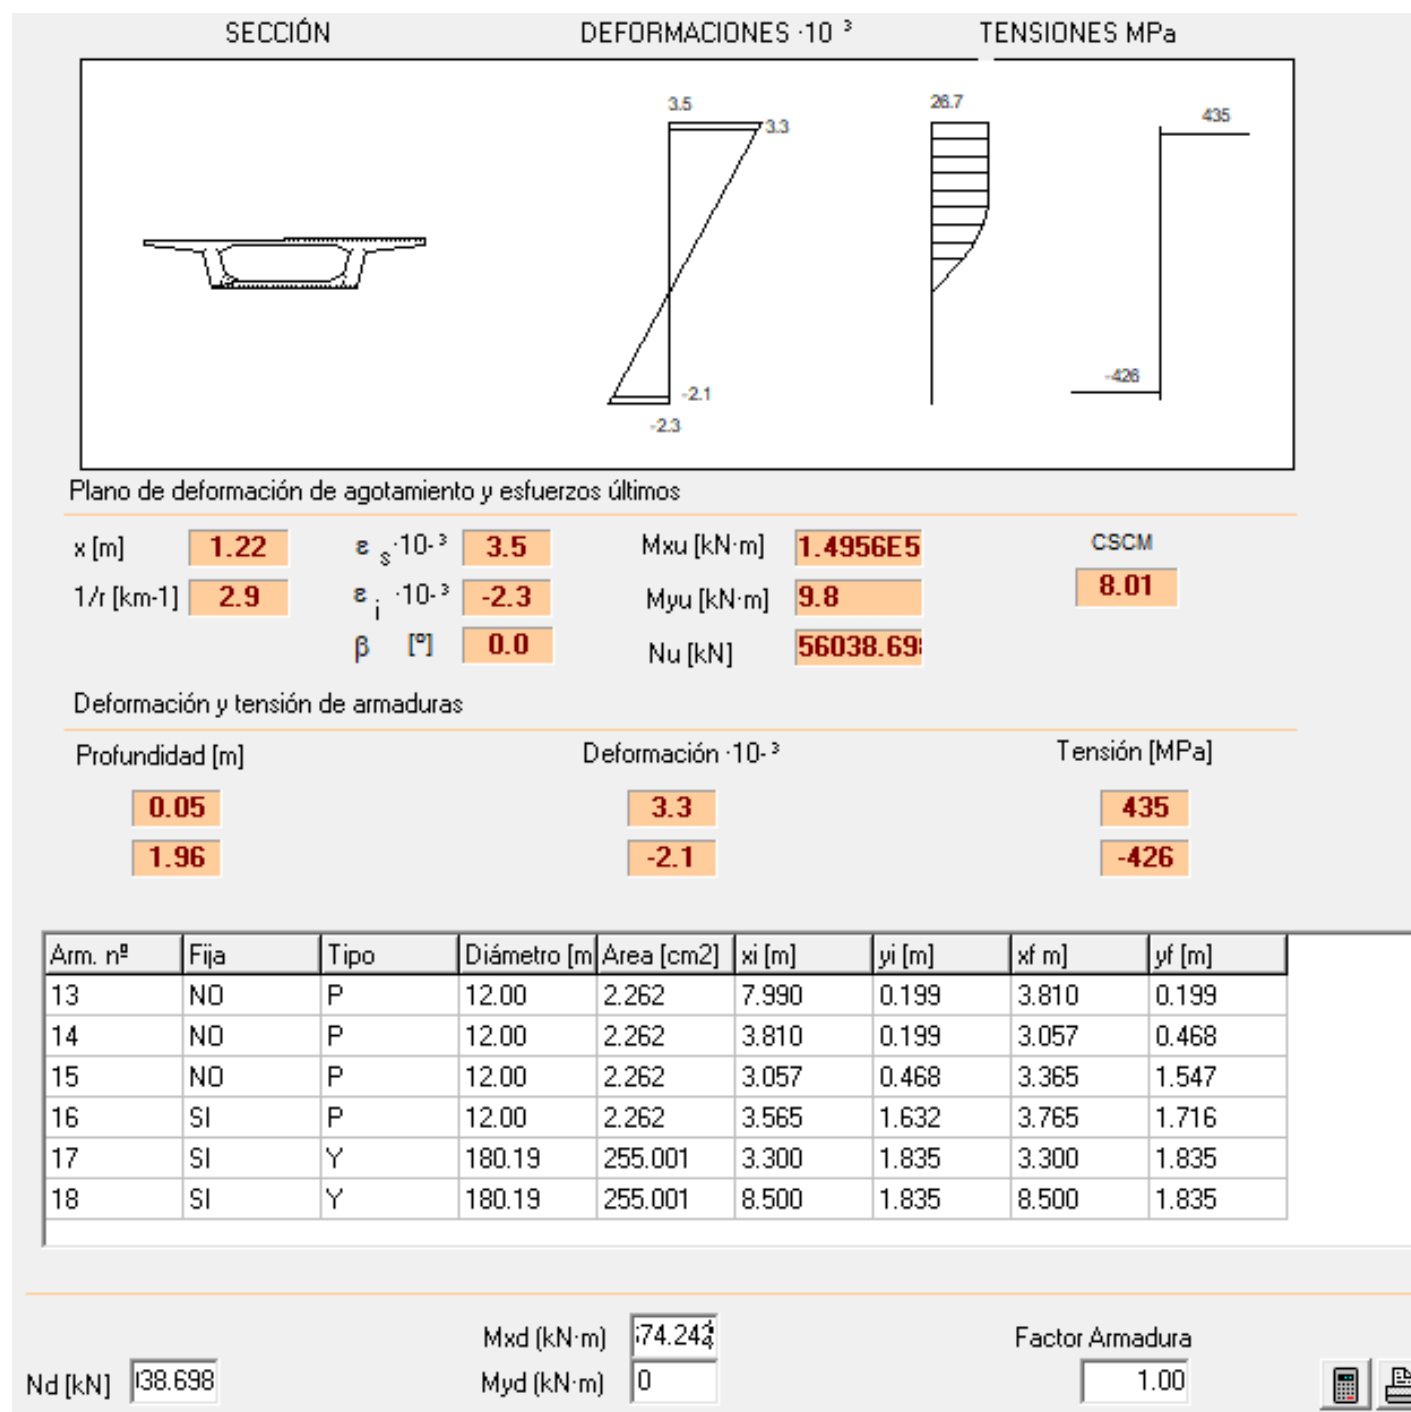 SECCIÓN DEFORMACIONES ·10 ³ TENSIONES MPa
3.5 26.7
3.3 435
-2.1 -426
-2.3
Plano de deformación de agotamiento y esfuerzos últimos
x [m] 1.22 ε s ·10-³ 3.5 Mxu [kN·m] 1.4956E5 CSCM
1/r [km-1] 2.9 ε i ·10-³ -2.3 Myu [kN·m] 9.8 8.01
β [º] 0.0 Nu [kN] 56038.69
Deformación y tensión de armaduras
Profundidad [m] Deformación ·10-³ Tensión [MPa]
0.05 3.3 435
1.96 -2.1 -426
Arm. nº Fija Tipo Diámetro [m Area [cm2] xi [m] yi [m] xf m] yf [m]
13 NO P 12.00 2.262 7.990 0.199 3.810 0.199
14 NO P 12.00 2.262 3.810 0.199 3.057 0.468
15 NO P 12.00 2.262 3.057 0.468 3.365 1.547
16 SI P 12.00 2.262 3.565 1.632 3.765 1.716
17 SI Y 180.19 255.001 3.300 1.835 3.300 1.835
18 SI Y 180.19 255.001 8.500 1.835 8.500 1.835
Mxd (kN·m) 74.242 Factor Armadura
Nd [kN] 38.698 Myd (kN·m) 0 1.00